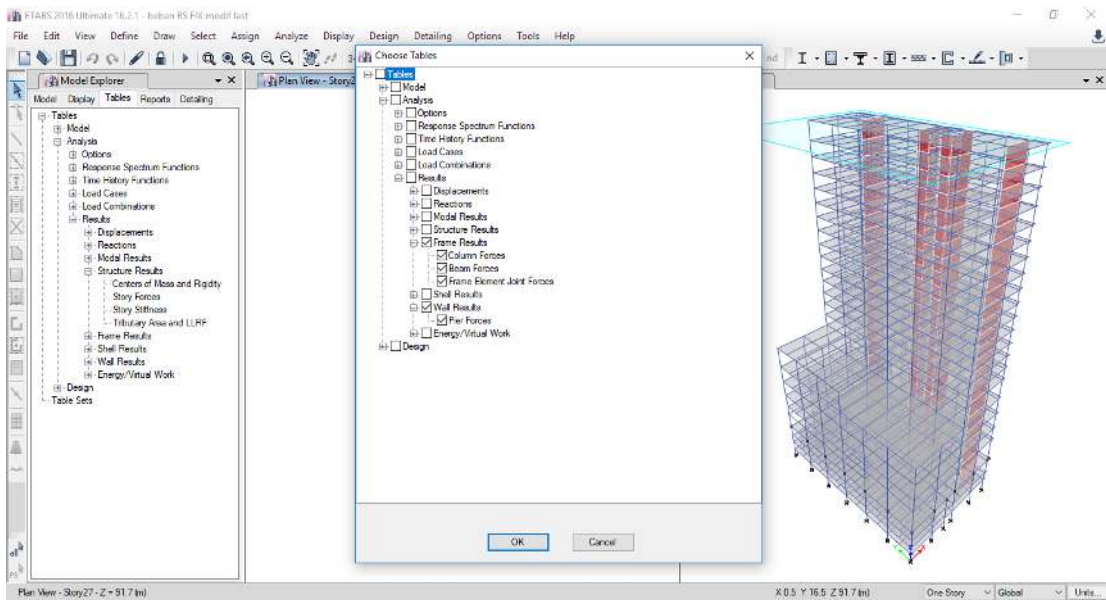 ETABS 2016 Ultimate 16.2.1 - beban RS FIX modif last
File Edit View Define Draw Select Assign Analyze Display Design Detailing Options Tools Help
Model Explorer
Model Display Tables Reports Detailing
Tables
Model
Analysis
Options
Response Spectrum Functions
Time History Functions
Load Cases
Load Combinations
Results
Displacements
Reactions
Modal Results
Structure Results
Centers of Mass and Rigidity
Story Forces
Story Stiffness
Tributary Area and LLRF
Frame Results
Shell Results
Wall Results
Energy/Virtual Work
Design
Table Sets
Plan View - Story2
Choose Tables
Tables
Model
Analysis
Options
Response Spectrum Functions
Time History Functions
Load Cases
Load Combinations
Results
Displacements
Reactions
Modal Results
Structure Results
Frame Results
Column Forces
Beam Forces
Frame Element Joint Forces
Shell Results
Wall Results
Pier Forces
Energy/Virtual Work
Design
OK Cancel
nd
Plan View - Story27 - Z = 91.7 (m) X 0.5 Y 16.5 Z 91.7 (m) One Story Global Units...